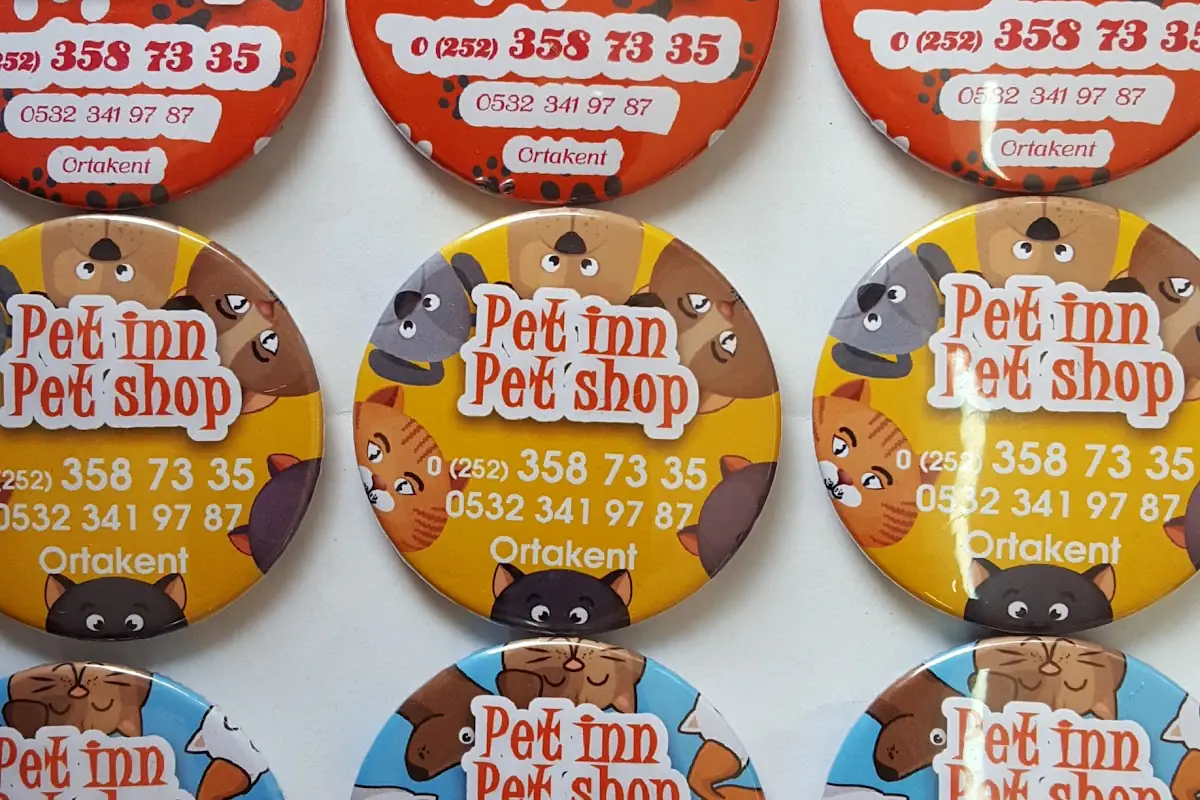 252) 358 73 35
0532 341 97 87
Ortakent
0 (252) 358 73 35
0532 341 97 87
Ortakent
0 (252) 358 73 35
0532 341 97 87
Ortakent
Pet inn
Pet shop
(252) 358 73 35
0532 341 97 87
Ortakent
Pet inn
Pet shop
0 (252) 358 73 35
0532 341 97 87
Ortakent
Pet inn
Pet shop
0 (252) 358 73 35
0532 341 97 87
Ortakent
Pet inn
Pet inn
Pet shop
Pet inn
Pet shop